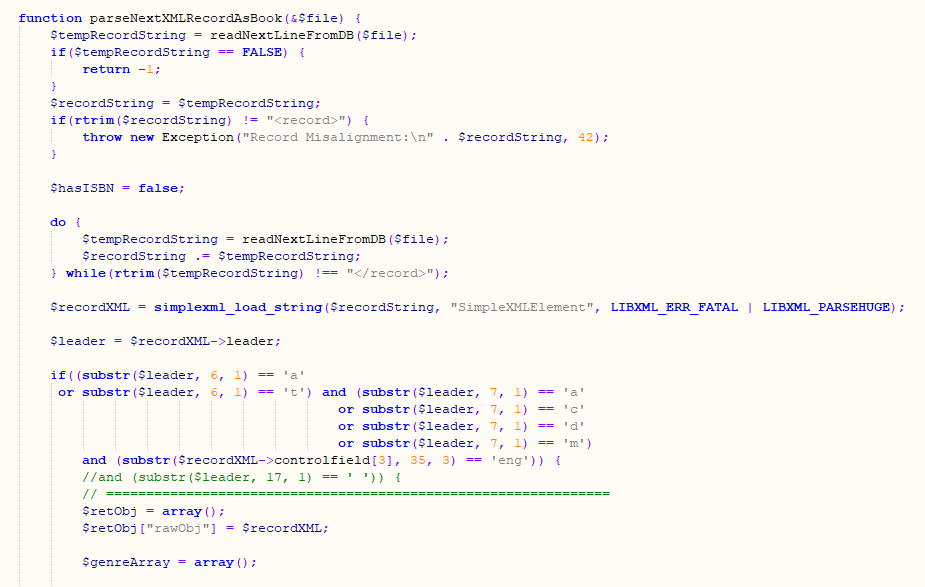 function parseNextXMLRecordAsBook(&$file) {
    $tempRecordString = readNextLineFromDB($file);
    if($tempRecordString == FALSE) {
        return -1;
    }
    $recordString = $tempRecordString;
    if(rtrim($recordString) != "<record>") {
        throw new Exception("Record Misalignment:\n" . $recordString, 42);
    }

    $hasISBN = false;

    do {
        $tempRecordString = readNextLineFromDB($file);
        $recordString .= $tempRecordString;
    } while(rtrim($tempRecordString) !== "</record>");

    $recordXML = simplexml_load_string($recordString, "SimpleXMLElement", LIBXML_ERR_FATAL | LIBXML_PARSEHUGE);

    $leader = $recordXML->leader;

    if((substr($leader, 6, 1) == 'a'
     or substr($leader, 6, 1) == 't') and (substr($leader, 7, 1) == 'a'
                                        or substr($leader, 7, 1) == 'c'
                                        or substr($leader, 7, 1) == 'd'
                                        or substr($leader, 7, 1) == 'm')
        and (substr($recordXML->controlfield[3], 35, 3) == 'eng')) {
        //and (substr($leader, 17, 1) == ' ')) {
        // ===============================================================
        $retObj = array();
        $retObj["rawObj"] = $recordXML;

        $genreArray = array();